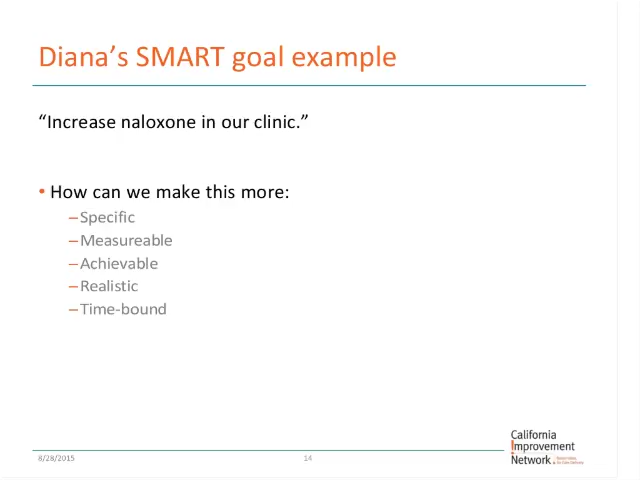 Diana’s SMART goal example
“Increase naloxone in our clinic.”
• How can we make this more:
–Specific
–Measureable
–Achievable
–Realistic
–Time-bound
8/28/2015
14
California
Improvement
Network